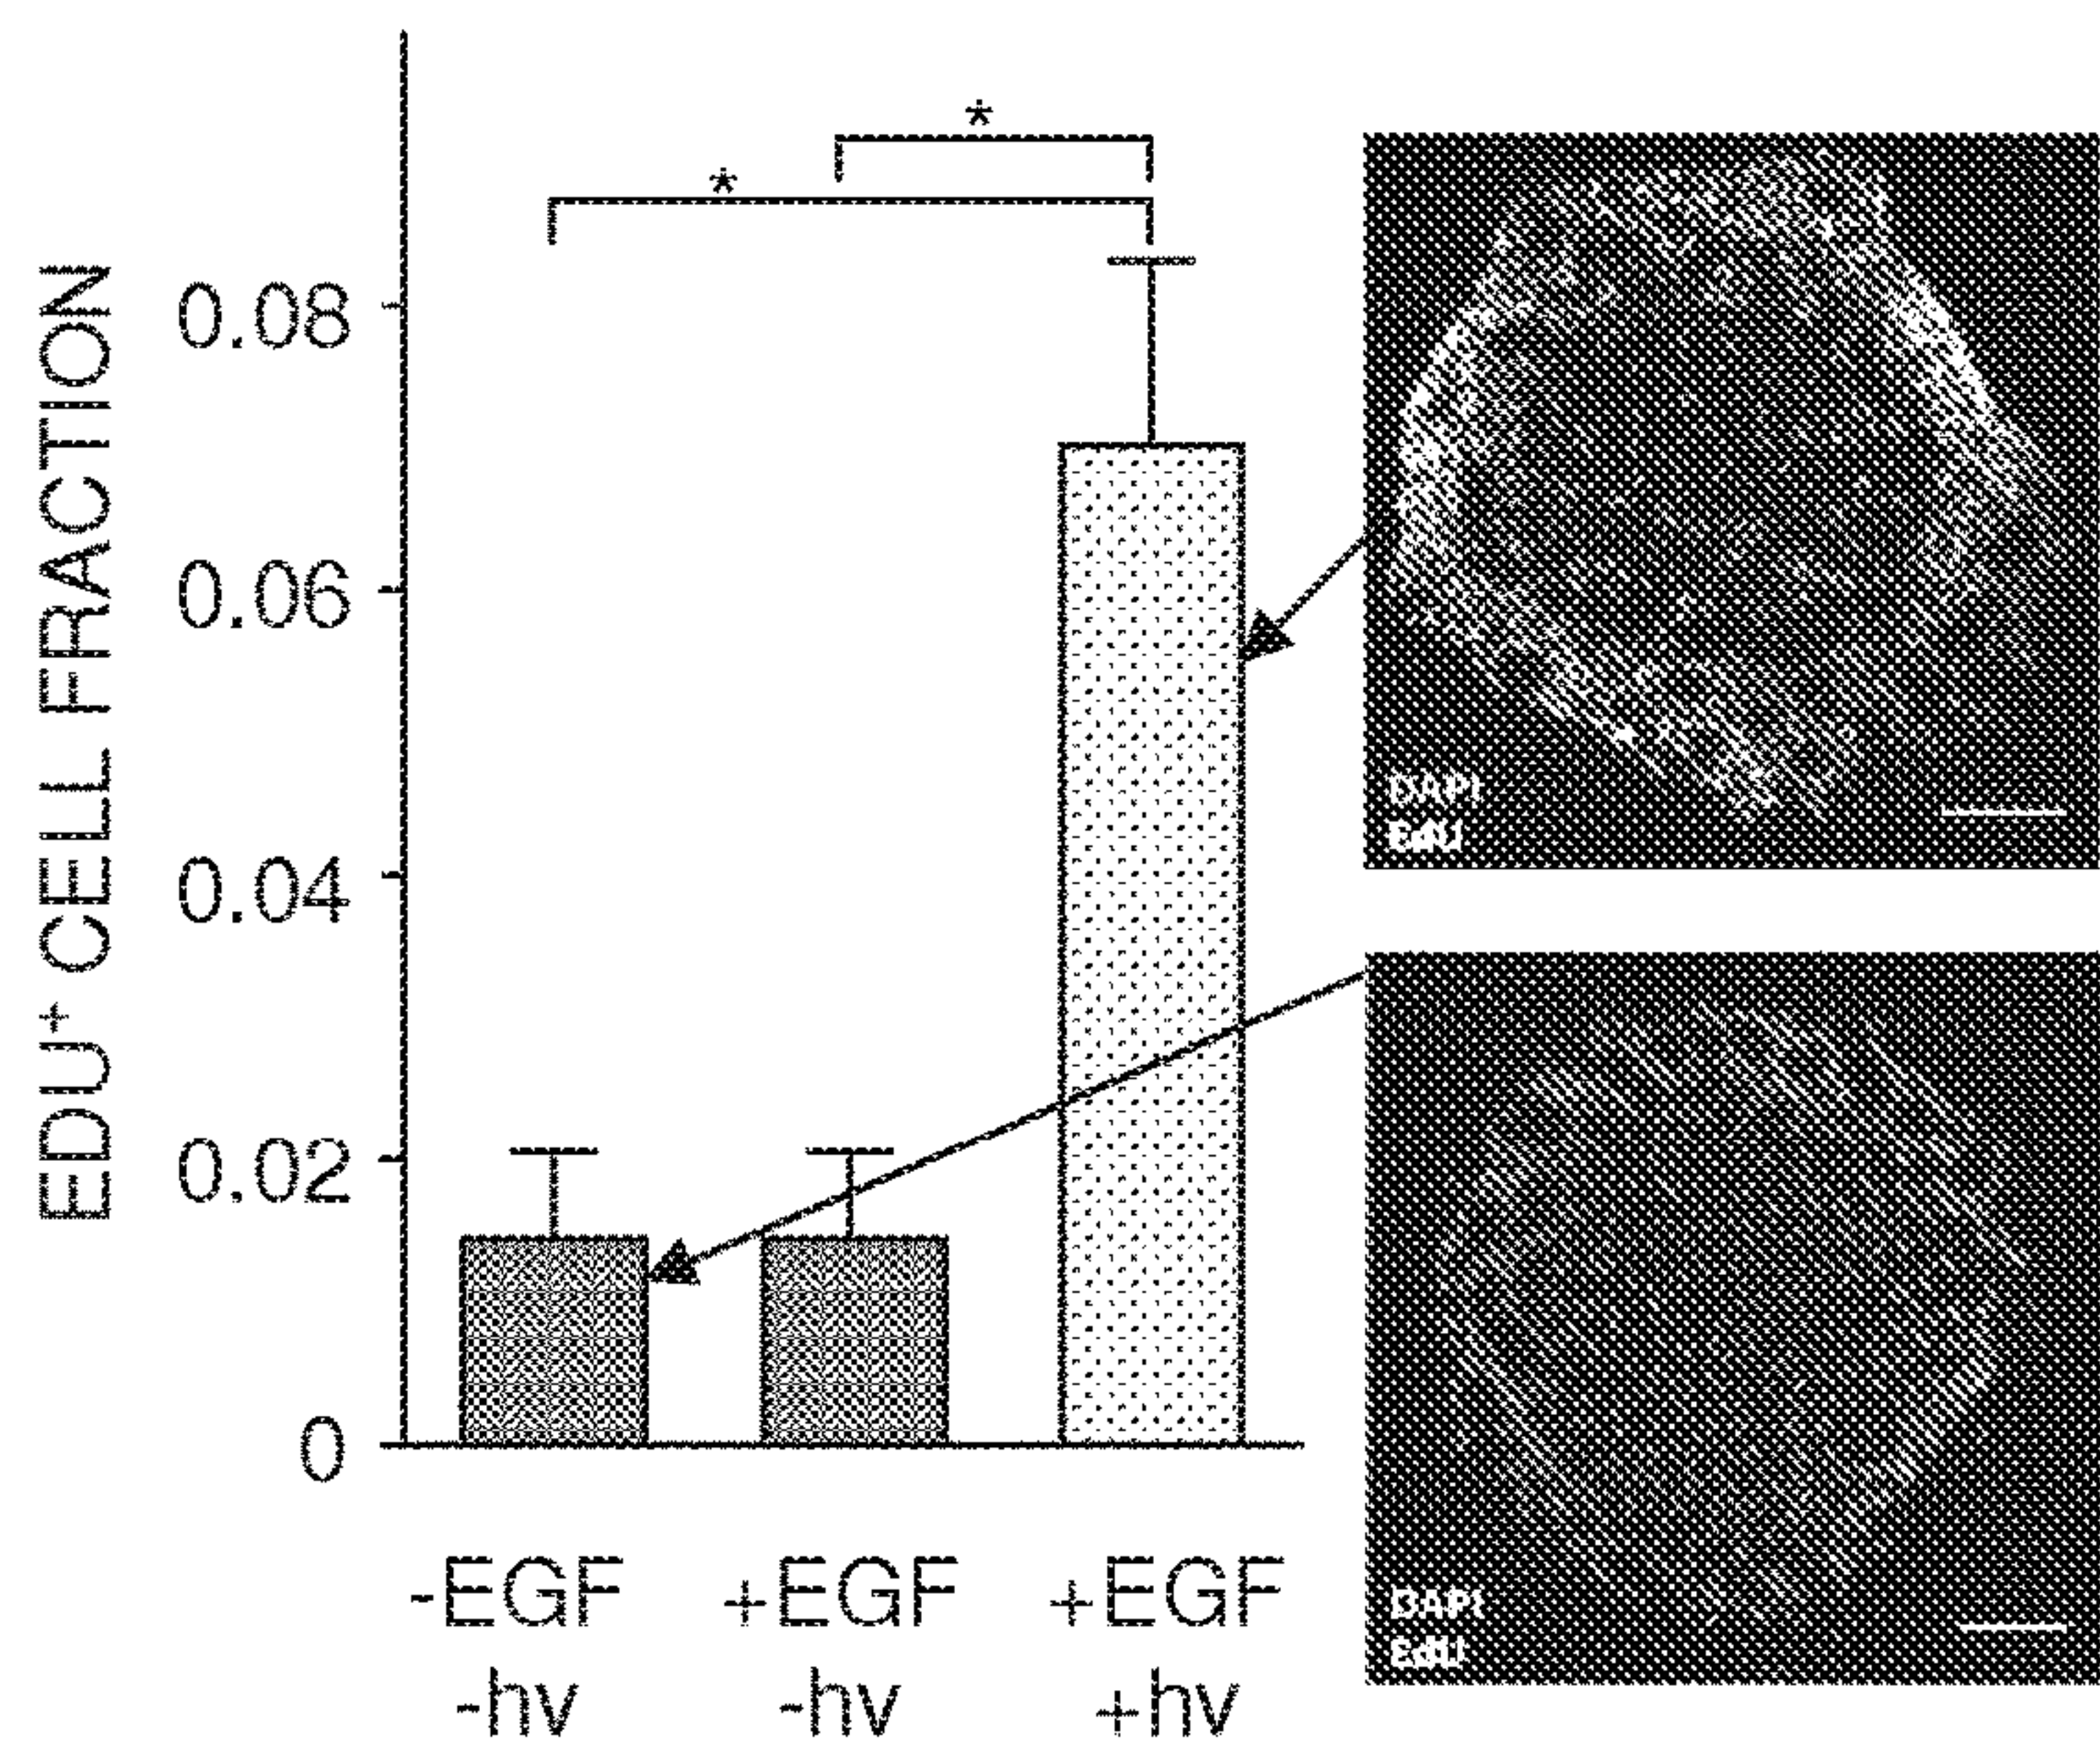 EDU+ CELL FRACTION
0.08
0.06
0.04
0.02
0
*
*
-EGF +EGF +EGF
-hv -hv +hv
DAPI
EdU
DAPI
EdU